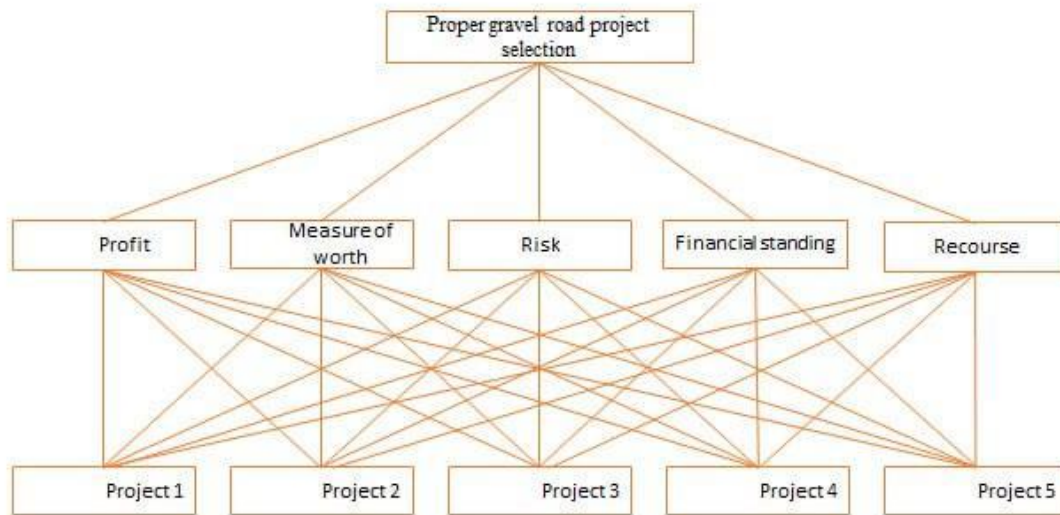 Proper gravel road project
selection
Profit
Measure of
worth
Risk
Financial standing
Recourse
Project 1
Project 2
Project 3
Project 4
Project 5